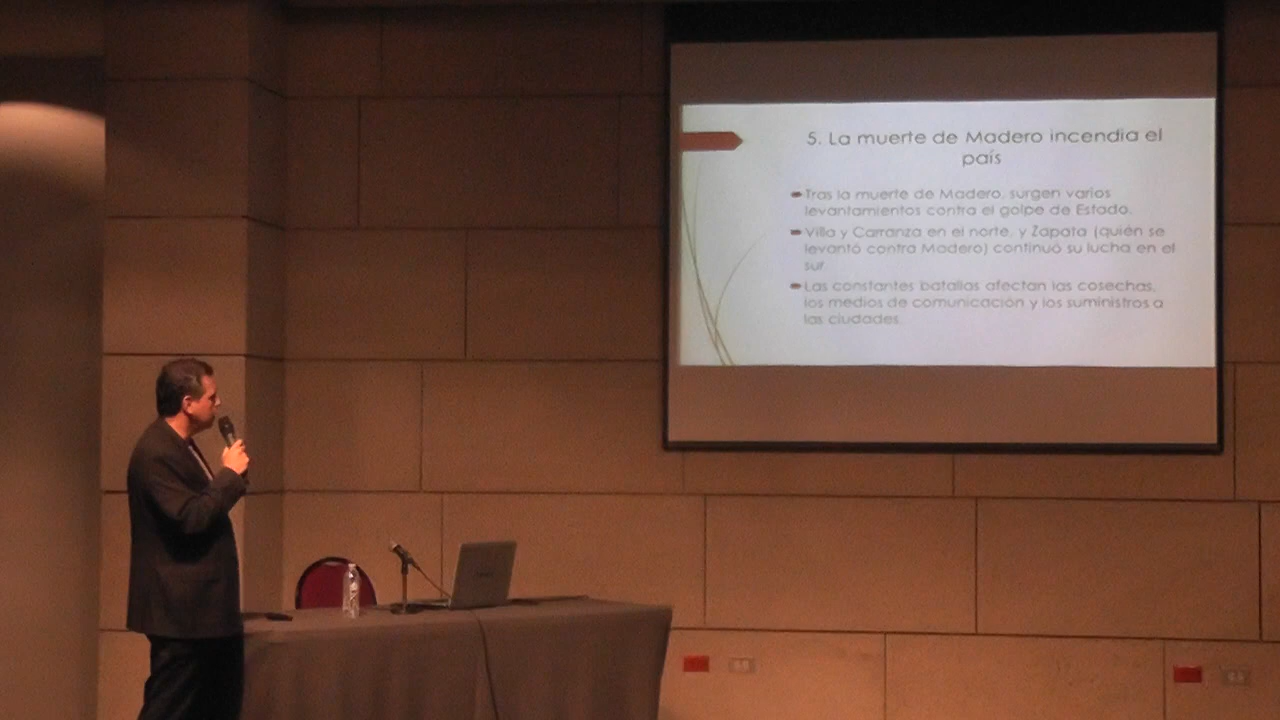 5. La muerte de Madero incendia el
país
Tras la muerte de Madero, surgen varios
levantamientos contra el golpe de Estado.
Villa y Carranza en el norte, y Zapata (quién se
levantó contra Madero) continuó su lucha en el
sur.
Las constantes batallas afectan las cosechas,
los medios de comunicación y los suministros a
las ciudades.